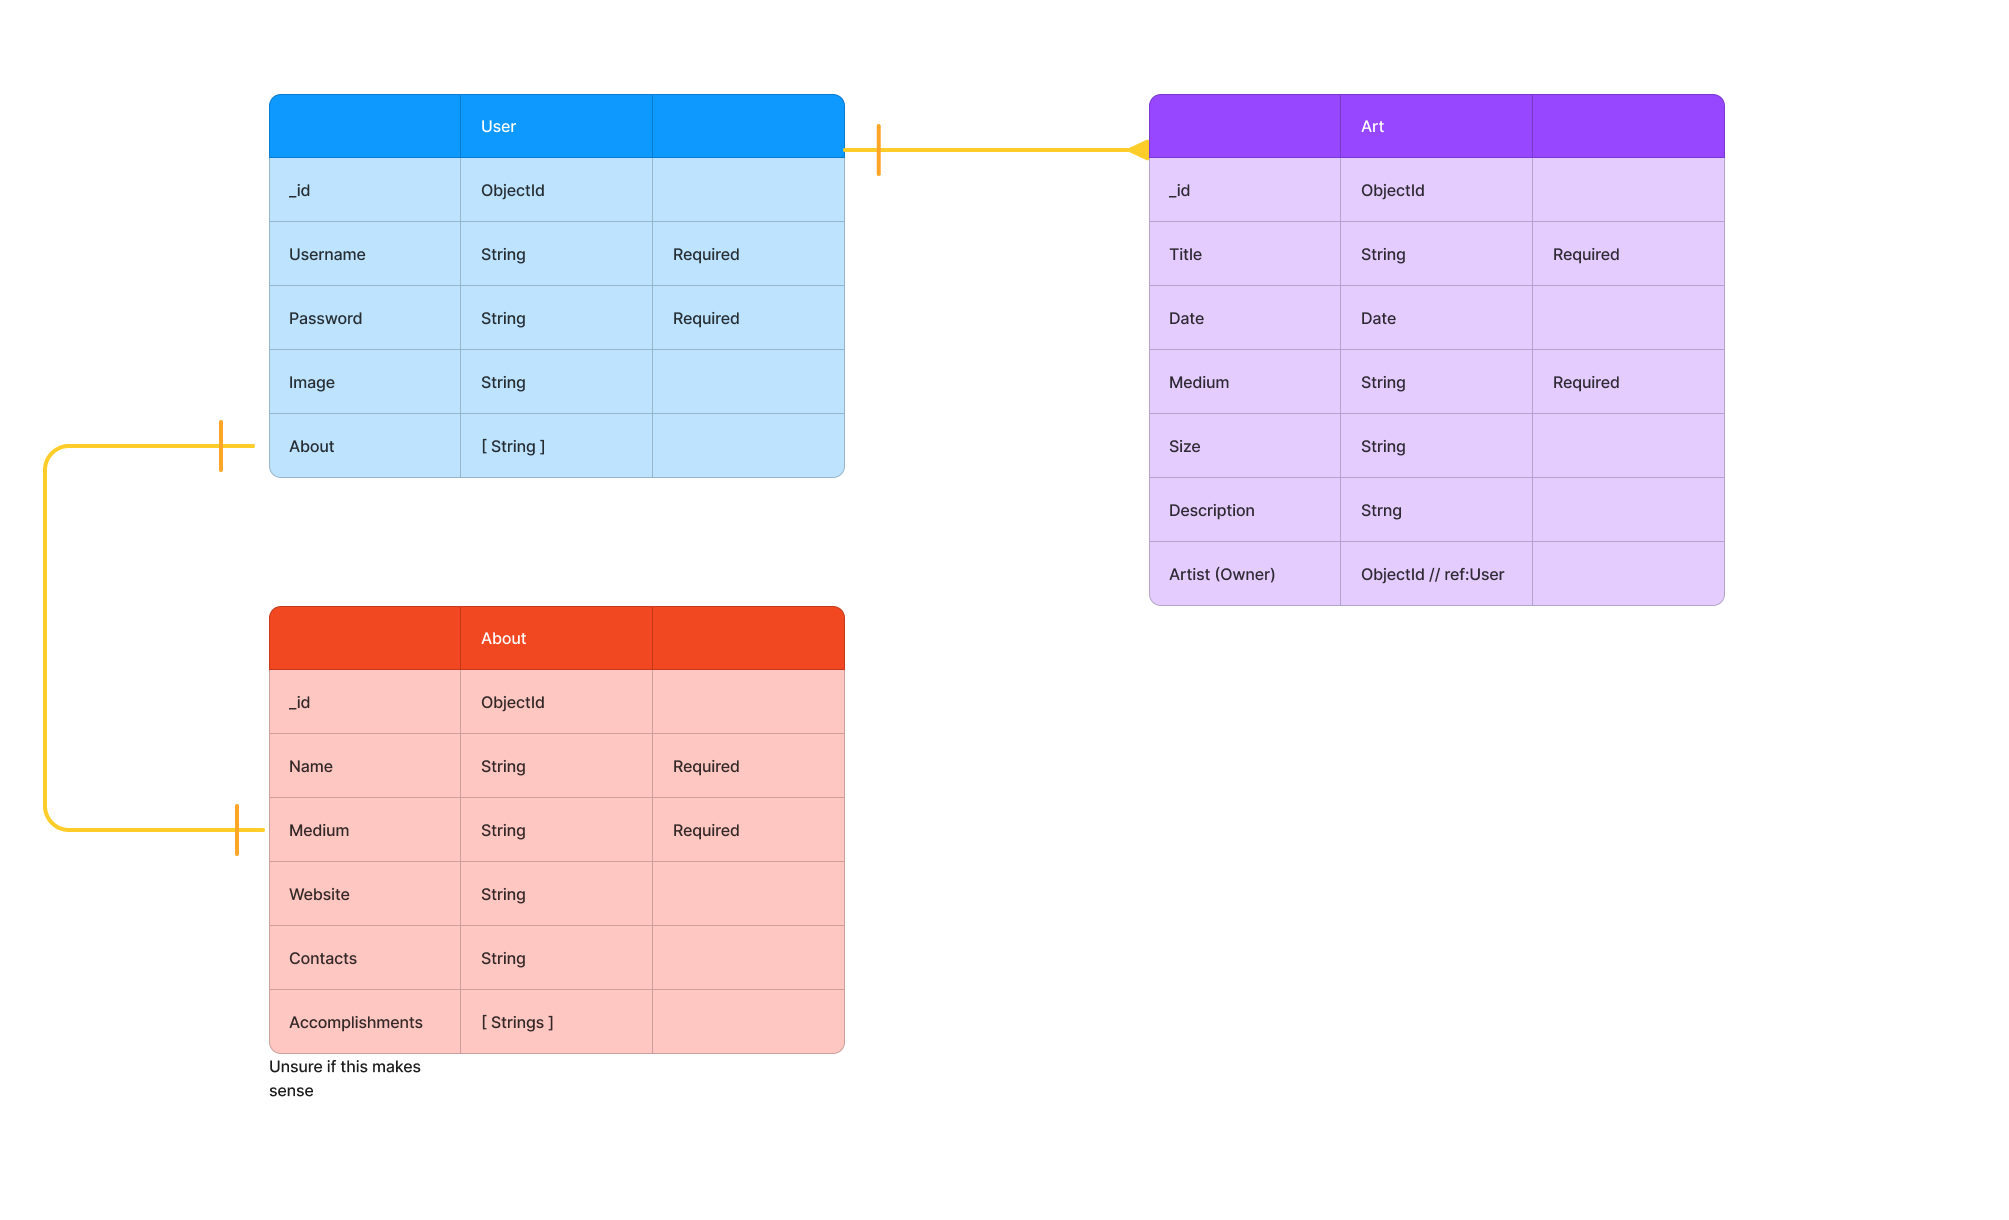 User
_id ObjectId
Username String Required
Password String Required
Image String
About [ String ]
Art
_id ObjectId
Title String Required
Date Date
Medium String Required
Size String
Description Strng
Artist (Owner) ObjectId // ref:User
About
_id ObjectId
Name String Required
Medium String Required
Website String
Contacts String
Accomplishments [ Strings ]
Unsure if this makes
sense